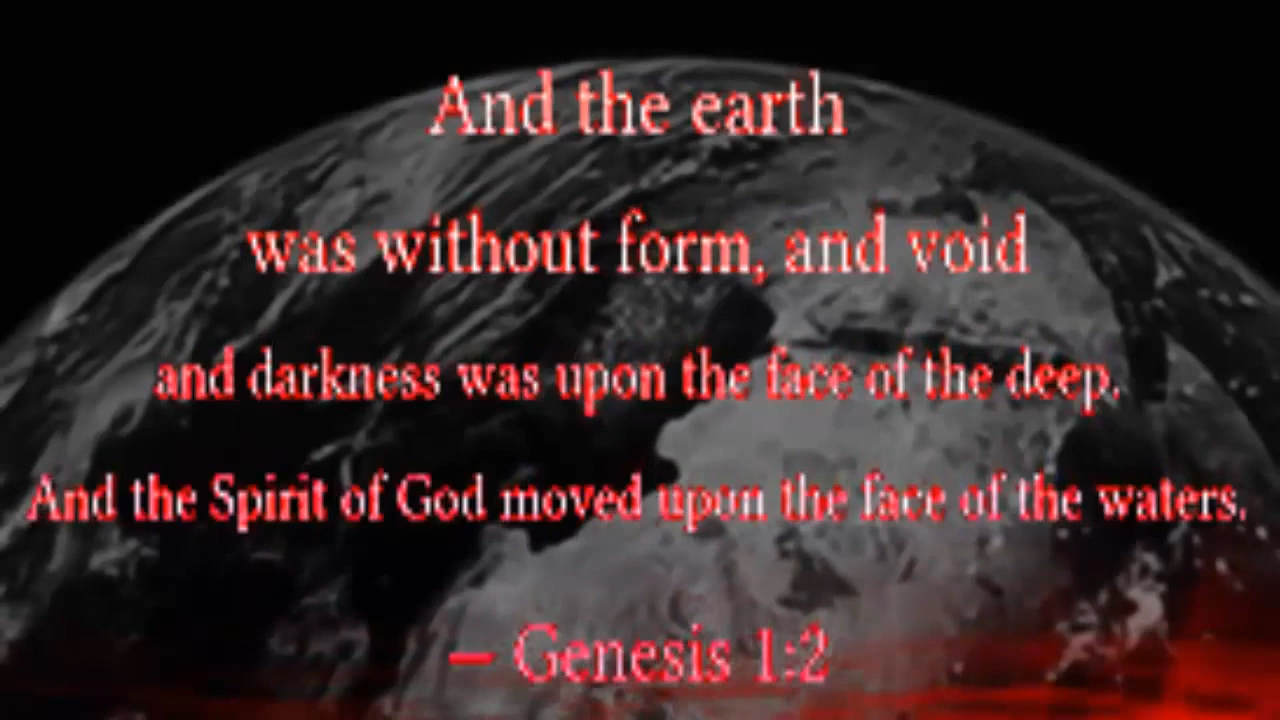 And the earth
was without form, and void
and darkness was upon the face of the deep.
And the Spirit of God moved upon the face of the waters.
– Genesis 1:2